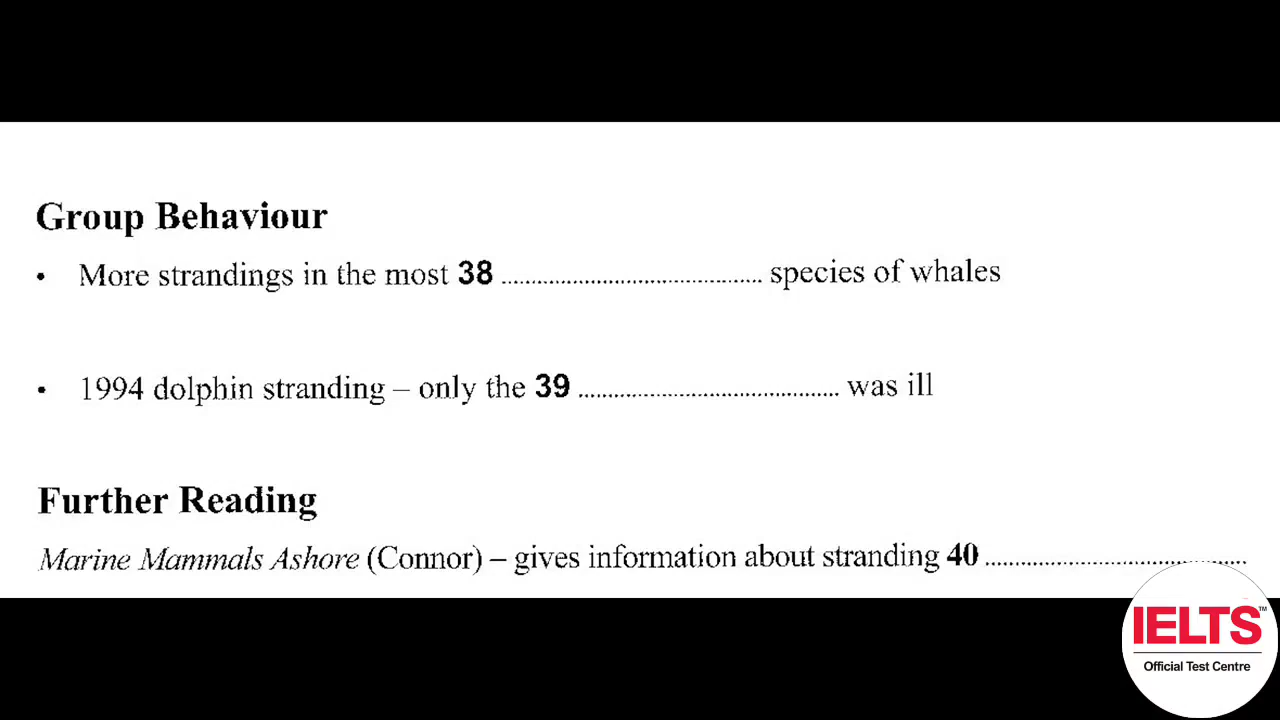 Group Behaviour
• More strandings in the most 38 ........................................ species of whales
• 1994 dolphin stranding – only the 39 ........................................ was ill
Further Reading
Marine Mammals Ashore (Connor) – gives information about stranding 40 ........................................
IELTS™
Official Test Centre